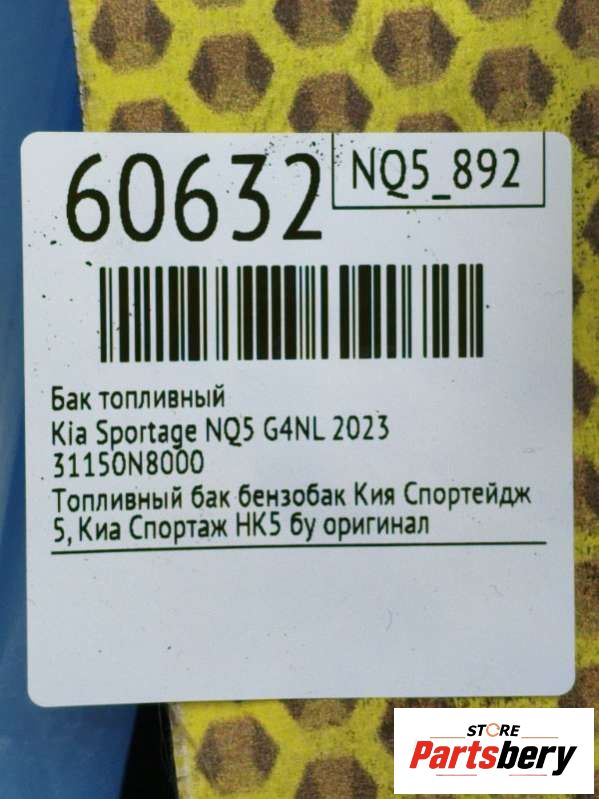 60632
NQ5_892
Бак топливный
Kia Sportage NQ5 G4NL 2023
31150N8000
Топливный бак бензобак Кия Спортейдж
5, Киа Спортаж НК5 бу оригинал
STORE
Partsbery